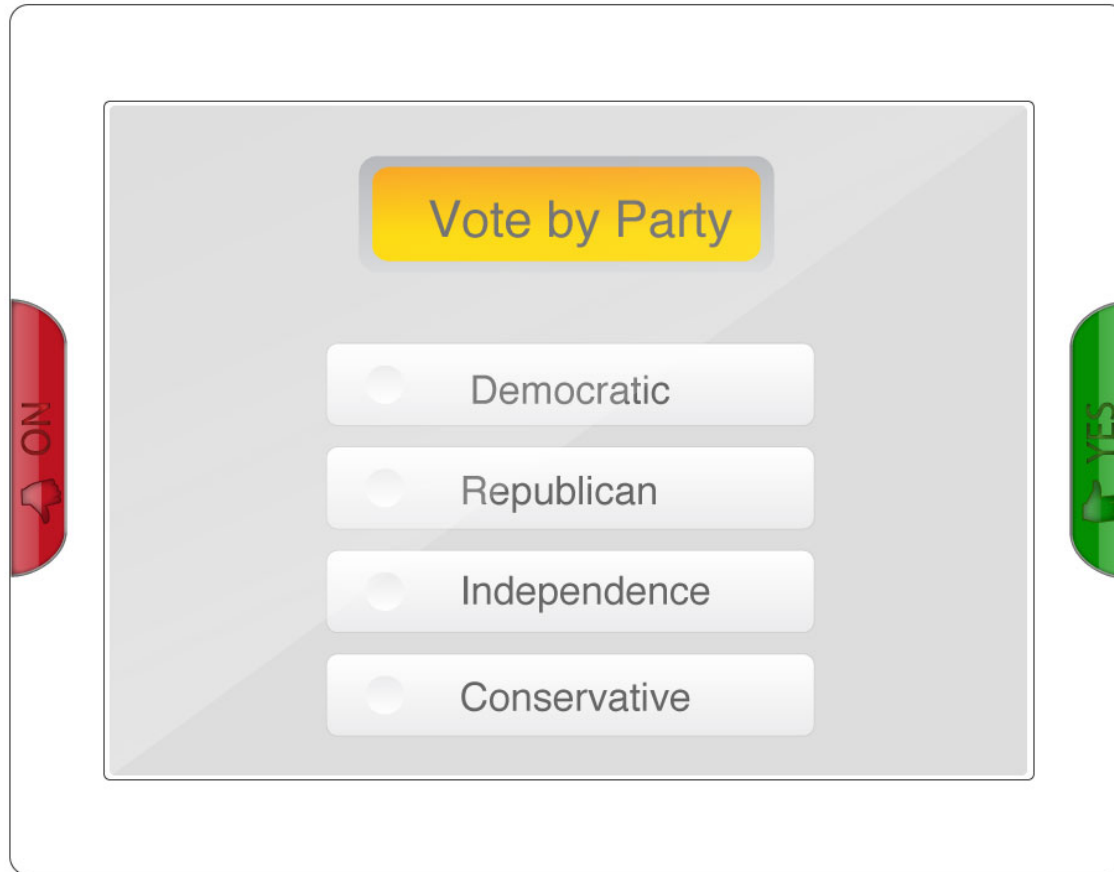 Vote by Party
Democratic
Republican
Independence
Conservative
NO
YES